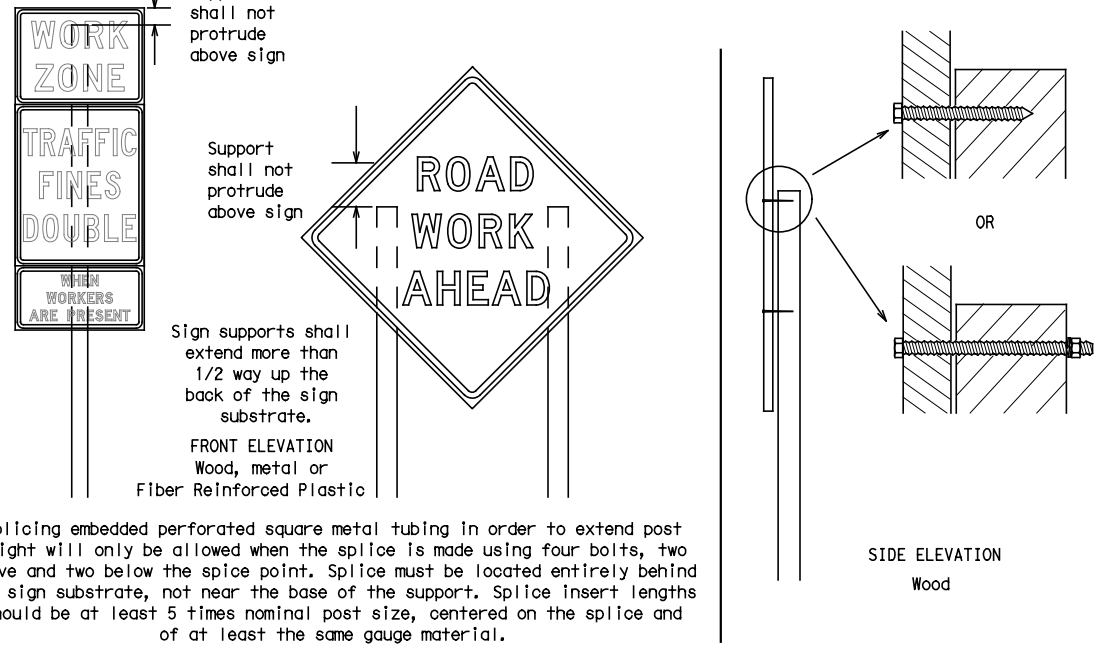 shall not
protrude
above sign
WORK
ZONE
TRAFFIC
FINES
DOUBLE
WHEN
WORKERS
ARE PRESENT
Support
shall not
protrude
above sign
ROAD
WORK
AHEAD
Sign supports shall
extend more than
1/2 way up the
back of the sign
substrate.
FRONT ELEVATION
Wood, metal or
Fiber Reinforced Plastic
OR
SIDE ELEVATION
Wood
plicing embedded perforated square metal tubing in order to extend post
ight will only be allowed when the splice is made using four bolts, two
ve and two below the spice point. Splice must be located entirely behind
sign substrate, not near the base of the support. Splice insert lengths
ould be at least 5 times nominal post size, centered on the splice and
of at least the same gauge material.